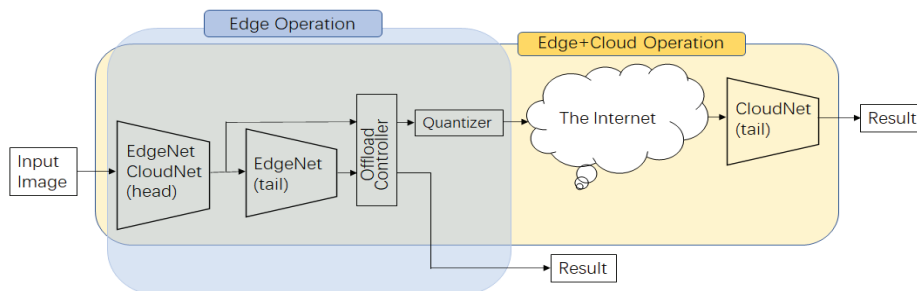 Edge Operation
Edge+Cloud Operation
Input
Image
EdgeNet
CloudNet
(head)
EdgeNet
(tail)
Offload
Controller
Quantizer
The Internet
CloudNet
(tail)
Result
Result